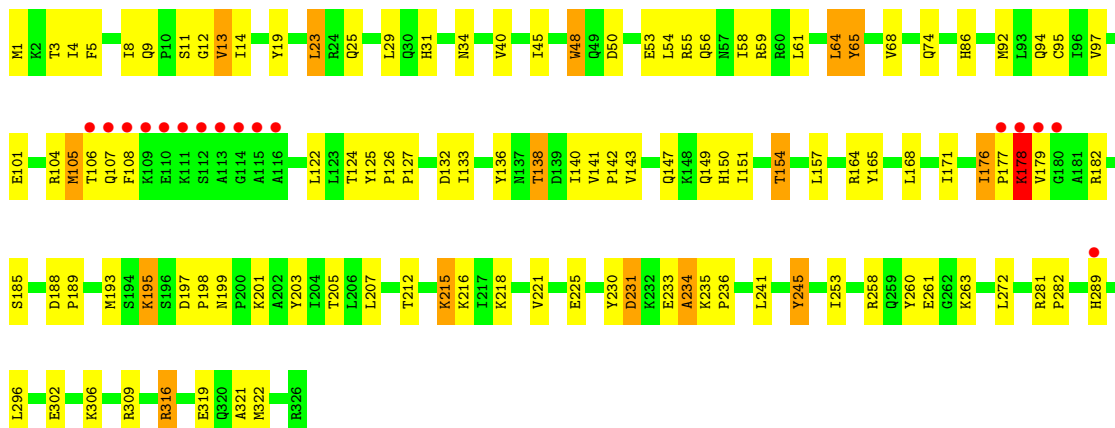 M1 K2 T3 I4 F5 I8 Q9 P10 S11 G12 V13 I14 Y19 L23 R24 Q25 L29 Q30 H31 N34 V40 I45 W48 Q49 D50 E53 L54 R55 Q56 N57 I58 R59 R60 L61 L64 Y65 V68 Q74 H86 M92 L93 Q94 C95 I96 V97
E101 R104 M105 T106 Q107 F108 K109 E110 K111 S112 A113 G114 A115 A116 L122 L123 T124 Y125 P126 P127 D132 I133 Y136 N137 T138 D139 I140 V141 P142 V143 Q147 K148 Q149 H150 I151 T154 L157 R164 Y165 L168 I171 I176 P177 K178 V179 G180 A181 R182
S185 D188 P189 M193 S194 K195 S196 D197 P198 N199 P200 K201 A202 Y203 I204 T205 L206 L207 T212 K215 K216 I217 K218 V221 E225 Y230 D231 K232 E233 A234 K235 P236 L241 Y245 I253 R258 Q259 Y260 E261 G262 K263 L272 R281 P282 H289
L296 E302 K306 R309 R316 E319 Q320 A321 M322 R326